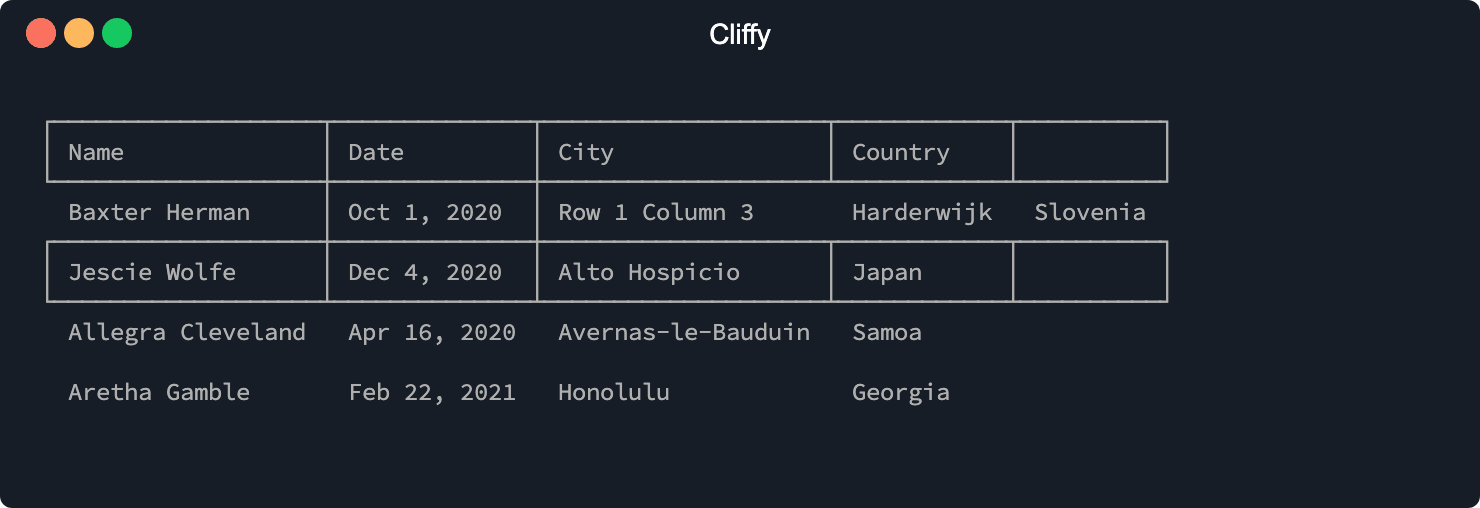 Cliffy
Name Date City Country
Baxter Herman Oct 1, 2020 Row 1 Column 3 Harderwijk Slovenia
Jescie Wolfe Dec 4, 2020 Alto Hospicio Japan
Allegra Cleveland Apr 16, 2020 Avernas-le-Bauduin Samoa
Aretha Gamble Feb 22, 2021 Honolulu Georgia